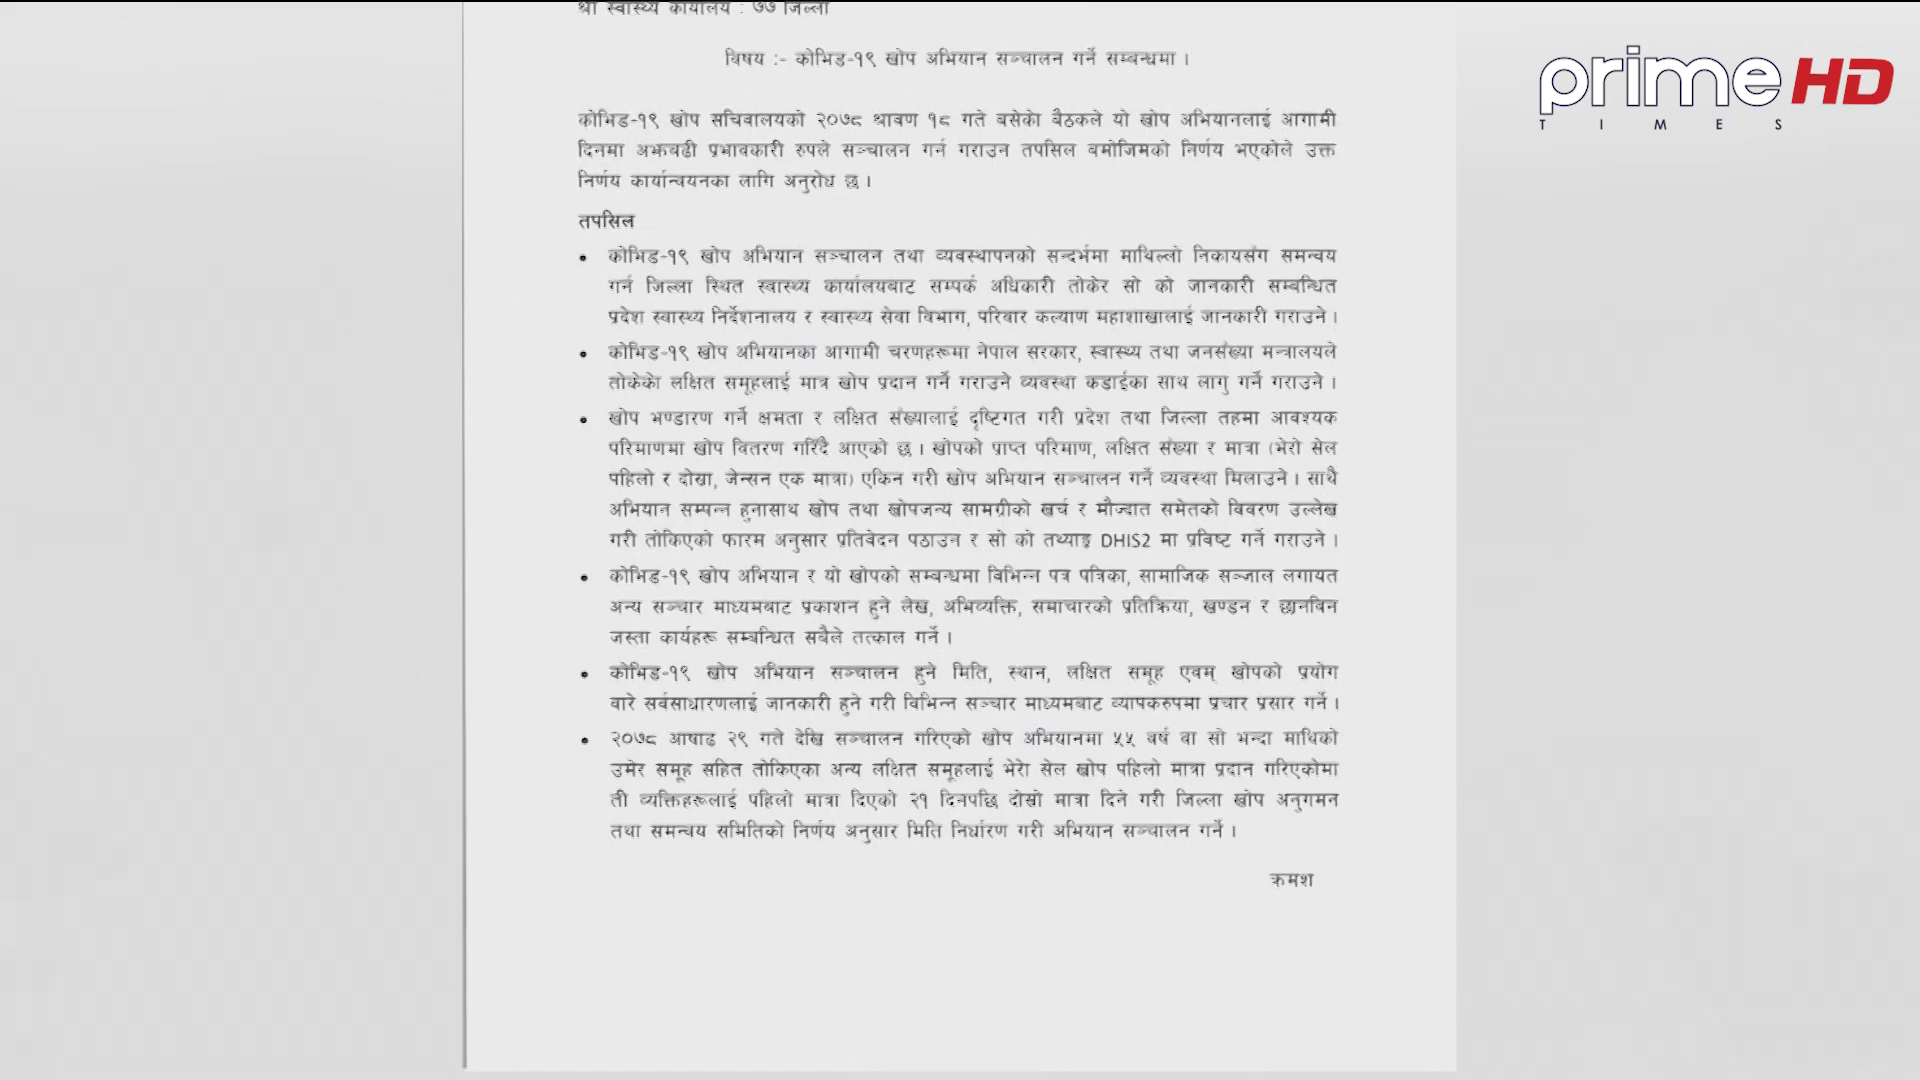 श्री स्वास्थ्य कार्यालय : ७७ जिल्ला
prime HD
TIMES
विषय :- कोभिड-१९ खोप अभियान सञ्चालन गर्ने सम्बन्धमा ।
कोभिड-१९ खोप सचिवालयको २०७८ श्रावण १८ गते बसेको बैठकले यो खोप अभियानलाई आगामी
दिनमा अझबढी प्रभावकारी रुपले सञ्चालन गर्न गराउन तपसिल बमोजिमको निर्णय भएकोले उक्त
निर्णय कार्यान्वयनका लागि अनुरोध छ ।
तपसिल
• कोभिड-१९ खोप अभियान सञ्चालन तथा व्यवस्थापनको सन्दर्भमा माथिल्लो निकायसँग समन्वय
गर्न जिल्ला स्थित स्वास्थ्य कार्यालयबाट सम्पर्क अधिकारी तोकेर सो को जानकारी सम्बन्धित
प्रदेश स्वास्थ्य निर्देशनालय र स्वास्थ्य सेवा विभाग, परिवार कल्याण महाशाखालाई जानकारी गराउने ।
• कोभिड-१९ खोप अभियानका आगामी चरणहरूमा नेपाल सरकार, स्वास्थ्य तथा जनसँख्या मन्त्रालयले
तोकेको लक्षित समूहलाई मात्र खोप प्रदान गर्ने गराउने व्यवस्था कडाईका साथ लागु गर्ने गराउने ।
• खोप भण्डारण गर्ने क्षमता र लक्षित सँख्यालाई दृष्टिगत गरी प्रदेश तथा जिल्ला तहमा आवश्यक
परिमाणमा खोप वितरण गरिँदै आएको छ । खोपको प्राप्त परिमाण, लक्षित सँख्या र मात्रा (भेरो सेल
पहिलो र दोस्रा, जेन्सन एक मात्रा) एकिन गरी खोप अभियान सञ्चालन गर्ने व्यवस्था मिलाउने । साथै
अभियान सम्पन्न हुनासाथ खोप तथा खोपजन्य सामग्रीको खर्च र मौज्दात समेतको विवरण उल्लेख
गरी तोकिएको फारम अनुसार प्रतिवेदन पठाउन र सो को तथ्याङ्क DHIS2 मा प्रविष्ट गर्ने गराउने ।
• कोभिड-१९ खोप अभियान र यो खोपको सम्बन्धमा विभिन्न पत्र पत्रिका, सामाजिक सञ्जाल लगायत
अन्य सञ्चार माध्यमबाट प्रकाशन हुने लेख, अभिव्यक्ति, समाचारको प्रतिक्रिया, खण्डन र छानबिन
जस्ता कार्यहरू सम्बन्धित सबैले तत्काल गर्ने ।
• कोभिड-१९ खोप अभियान सञ्चालन हुने मिति, स्थान, लक्षित समूह एवम् खोपको प्रयोग
वारे सर्वसाधारणलाई जानकारी हुने गरी विभिन्न सञ्चार माध्यमबाट व्यापकरुपमा प्रचार प्रसार गर्ने ।
• २०७८ आषाढ २९ गते देखि सञ्चालन गरिएको खोप अभियानमा ५५ वर्ष वा सो भन्दा माथिको
उमेर समूह सहित तोकिएका अन्य लक्षित समूहलाई भेरो सेल खोप पहिलो मात्रा प्रदान गरिएकोमा
ती व्यक्तिहरूलाई पहिलो मात्रा दिएको २१ दिनपछि दोस्रो मात्रा दिने गरी जिल्ला खोप अनुगमन
तथा समन्वय समितिको निर्णय अनुसार मिति निर्धारण गरी अभियान सञ्चालन गर्ने ।
क्रमश